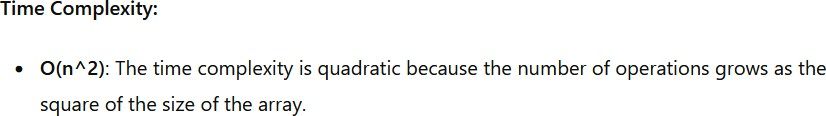 Time Complexity:
• O(n^2): The time complexity is quadratic because the number of operations grows as the
square of the size of the array.